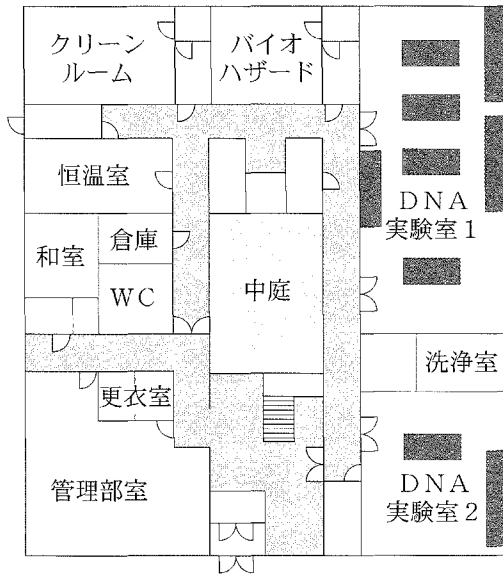 クリーン
ルーム
バイオ
ハザード
恒温室
和室
倉庫
WC
中庭
DNA
実験室1
洗浄室
更衣室
管理部室
DNA
実験室2